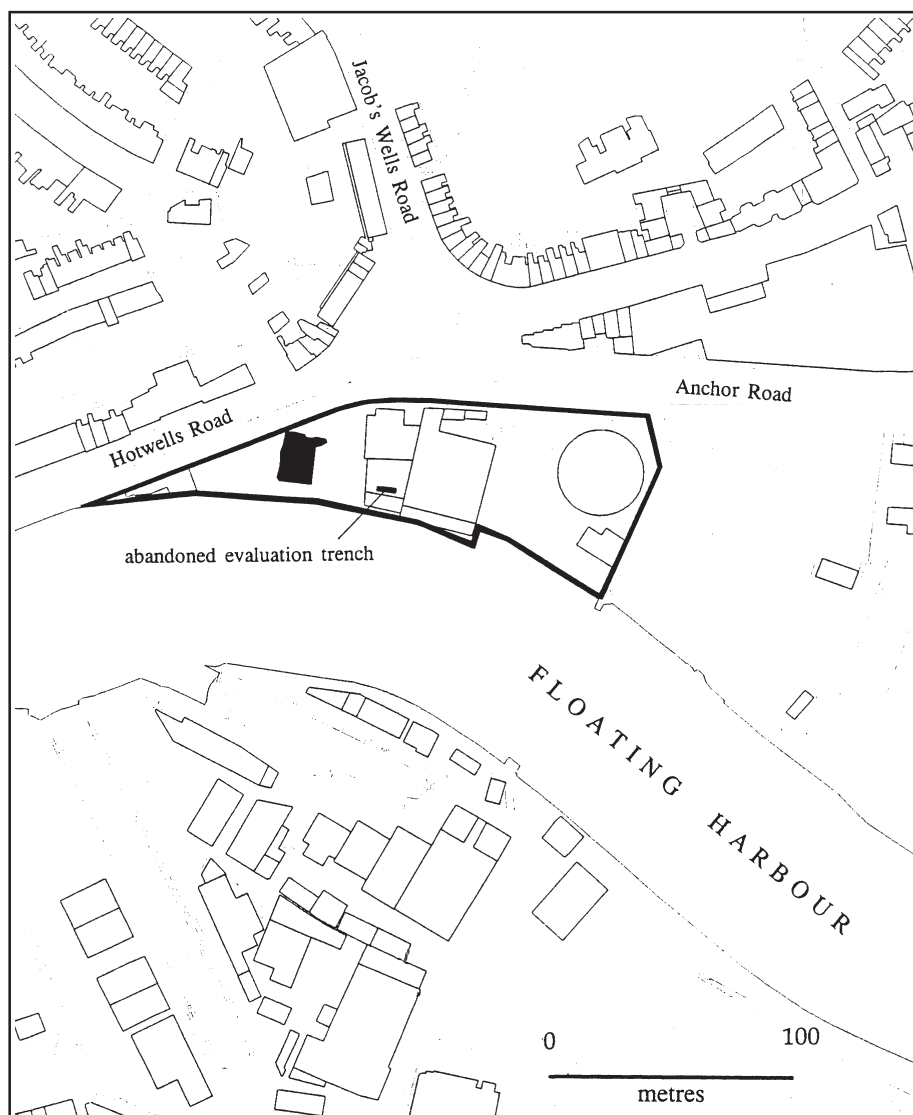 Jacob's Wells Road
Anchor Road
Hotwells Road
abandoned evaluation trench
FLOATING HARBOUR
0 100
metres